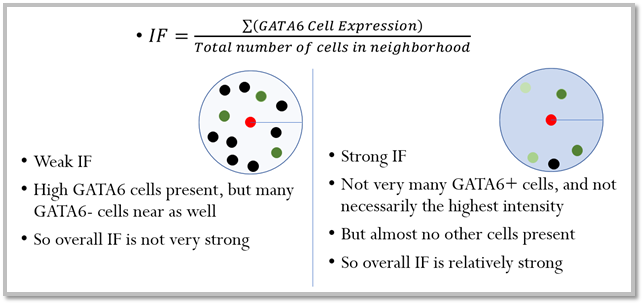 • IF = ∑(GATA6 Cell Expression) / Total number of cells in neighborhood
• Weak IF
• High GATA6 cells present, but many
GATA6- cells near as well
• So overall IF is not very strong
• Strong IF
• Not very many GATA6+ cells, and not
necessarily the highest intensity
• But almost no other cells present
• So overall IF is relatively strong